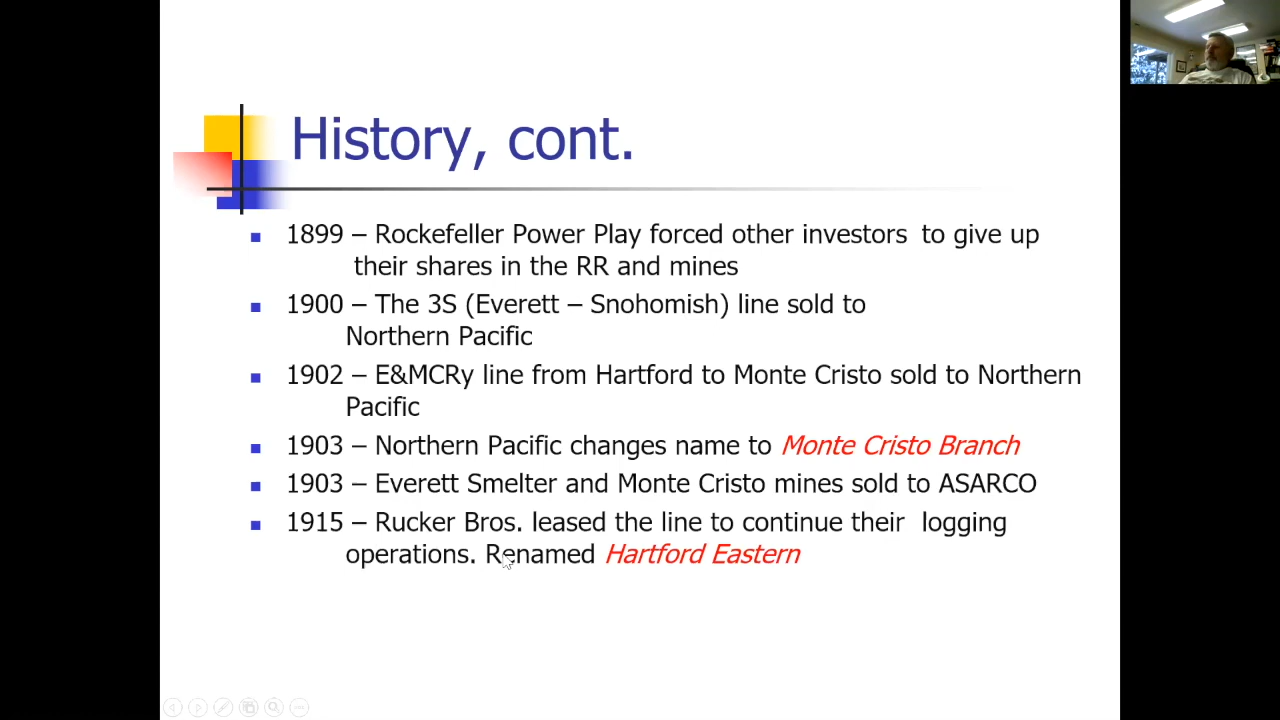 History, cont.
1899 – Rockefeller Power Play forced other investors to give up
their shares in the RR and mines
1900 – The 3S (Everett – Snohomish) line sold to
Northern Pacific
1902 – E&MCRy line from Hartford to Monte Cristo sold to Northern
Pacific
1903 – Northern Pacific changes name to Monte Cristo Branch
1903 – Everett Smelter and Monte Cristo mines sold to ASARCO
1915 – Rucker Bros. leased the line to continue their logging
operations. Renamed Hartford Eastern